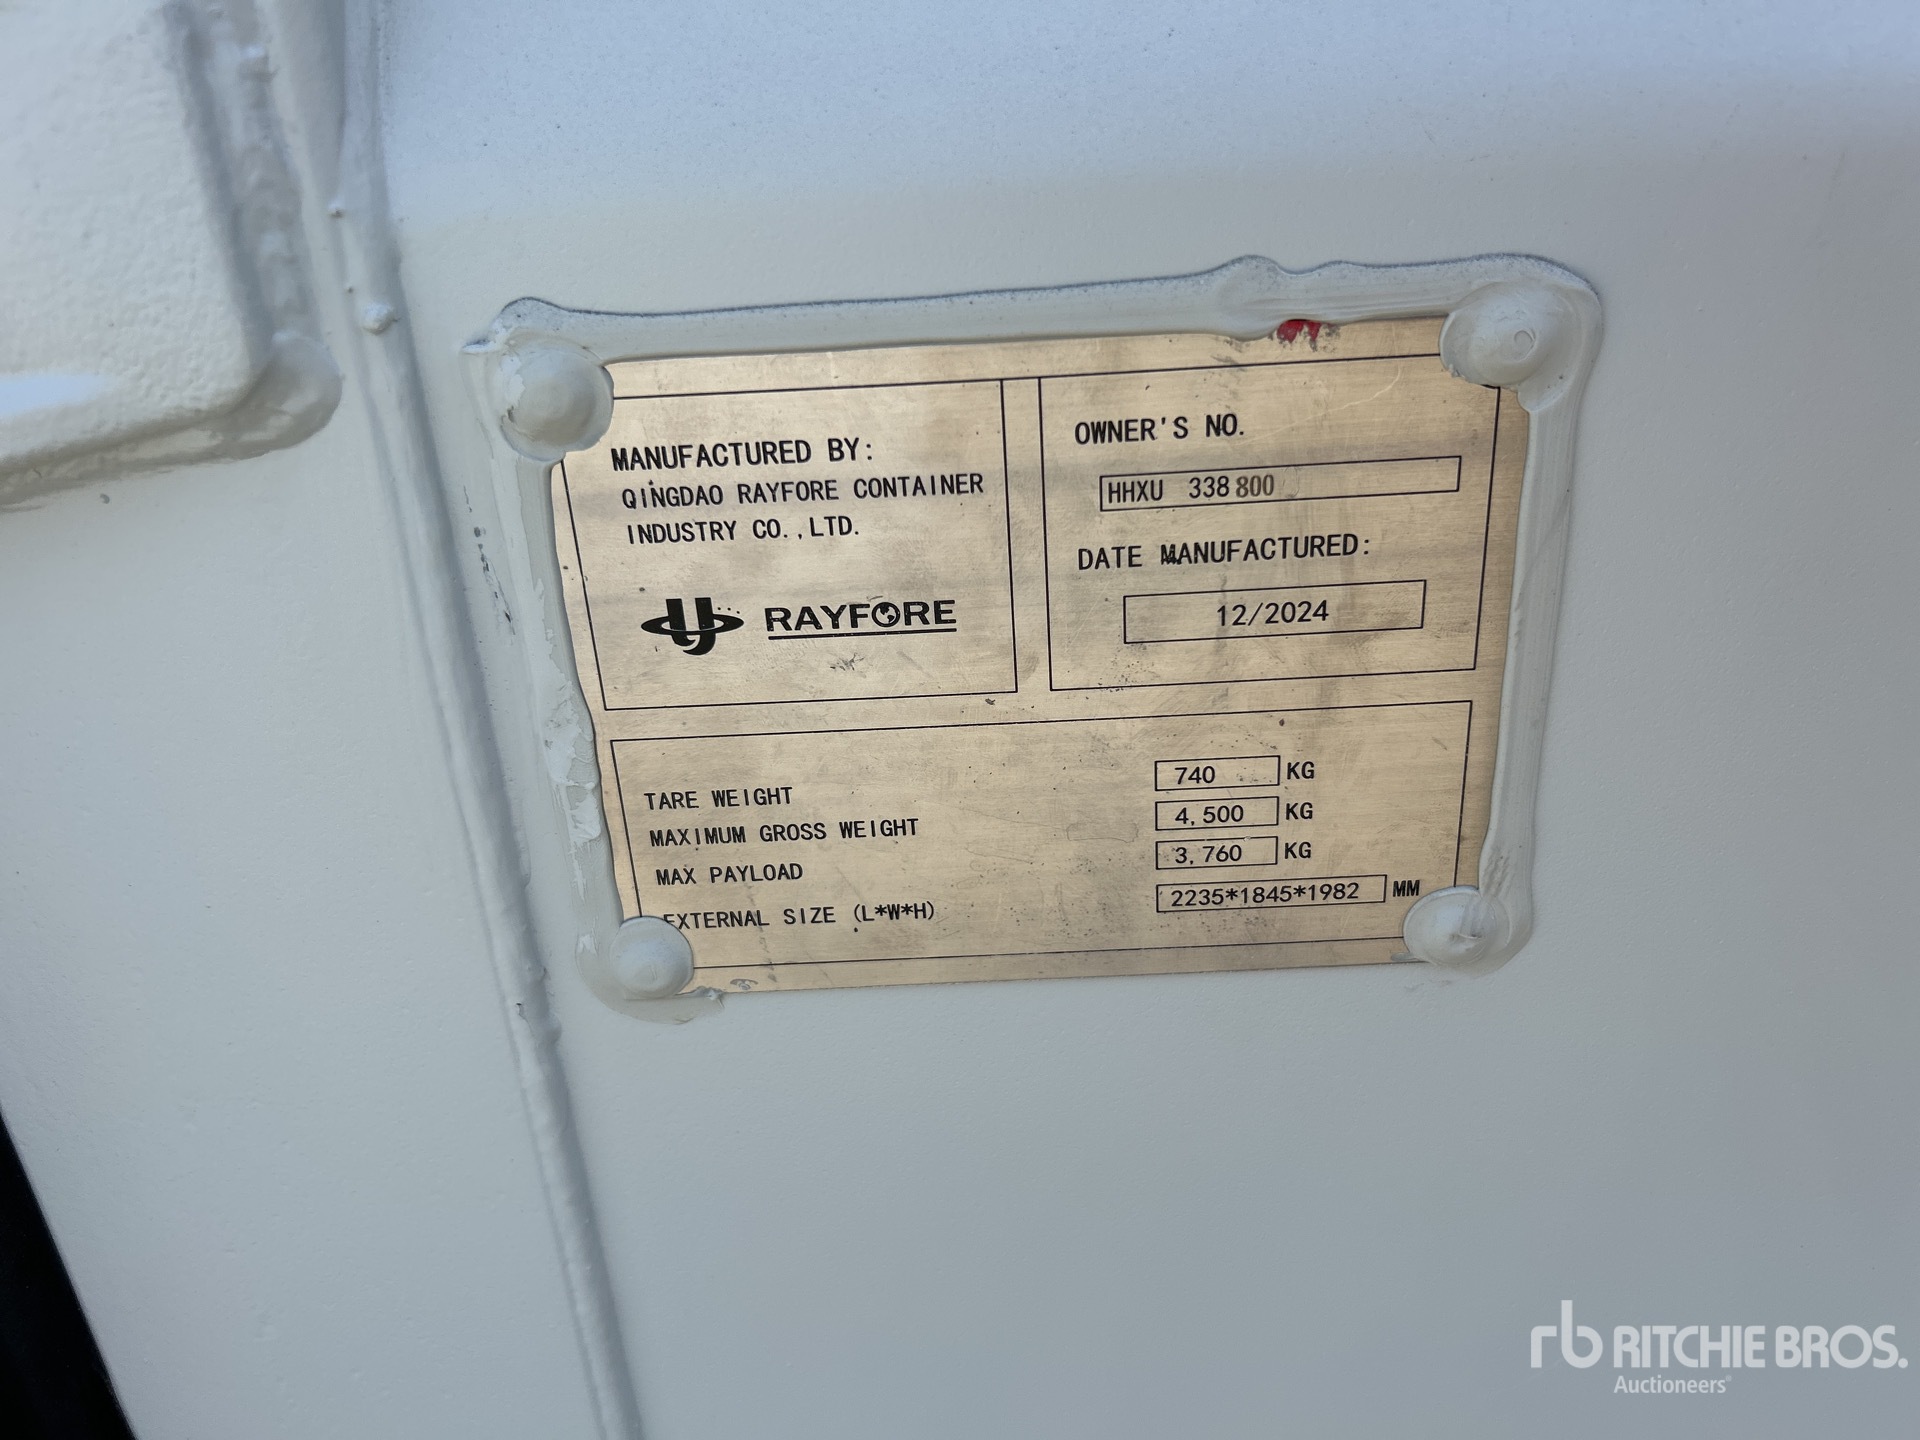 MANUFACTURED BY:
QINGDAO RAYFORE CONTAINER
INDUSTRY CO.,LTD.
RAYFORE
OWNER'S NO.
HHXU 338800
DATE MANUFACTURED:
12/2024
TARE WEIGHT 740 KG
MAXIMUM GROSS WEIGHT 4,500 KG
MAX PAYLOAD 3,760 KG
EXTERNAL SIZE (L*W*H) 2235*1845*1982 MM
rb RITCHIE BROS.
Auctioneers